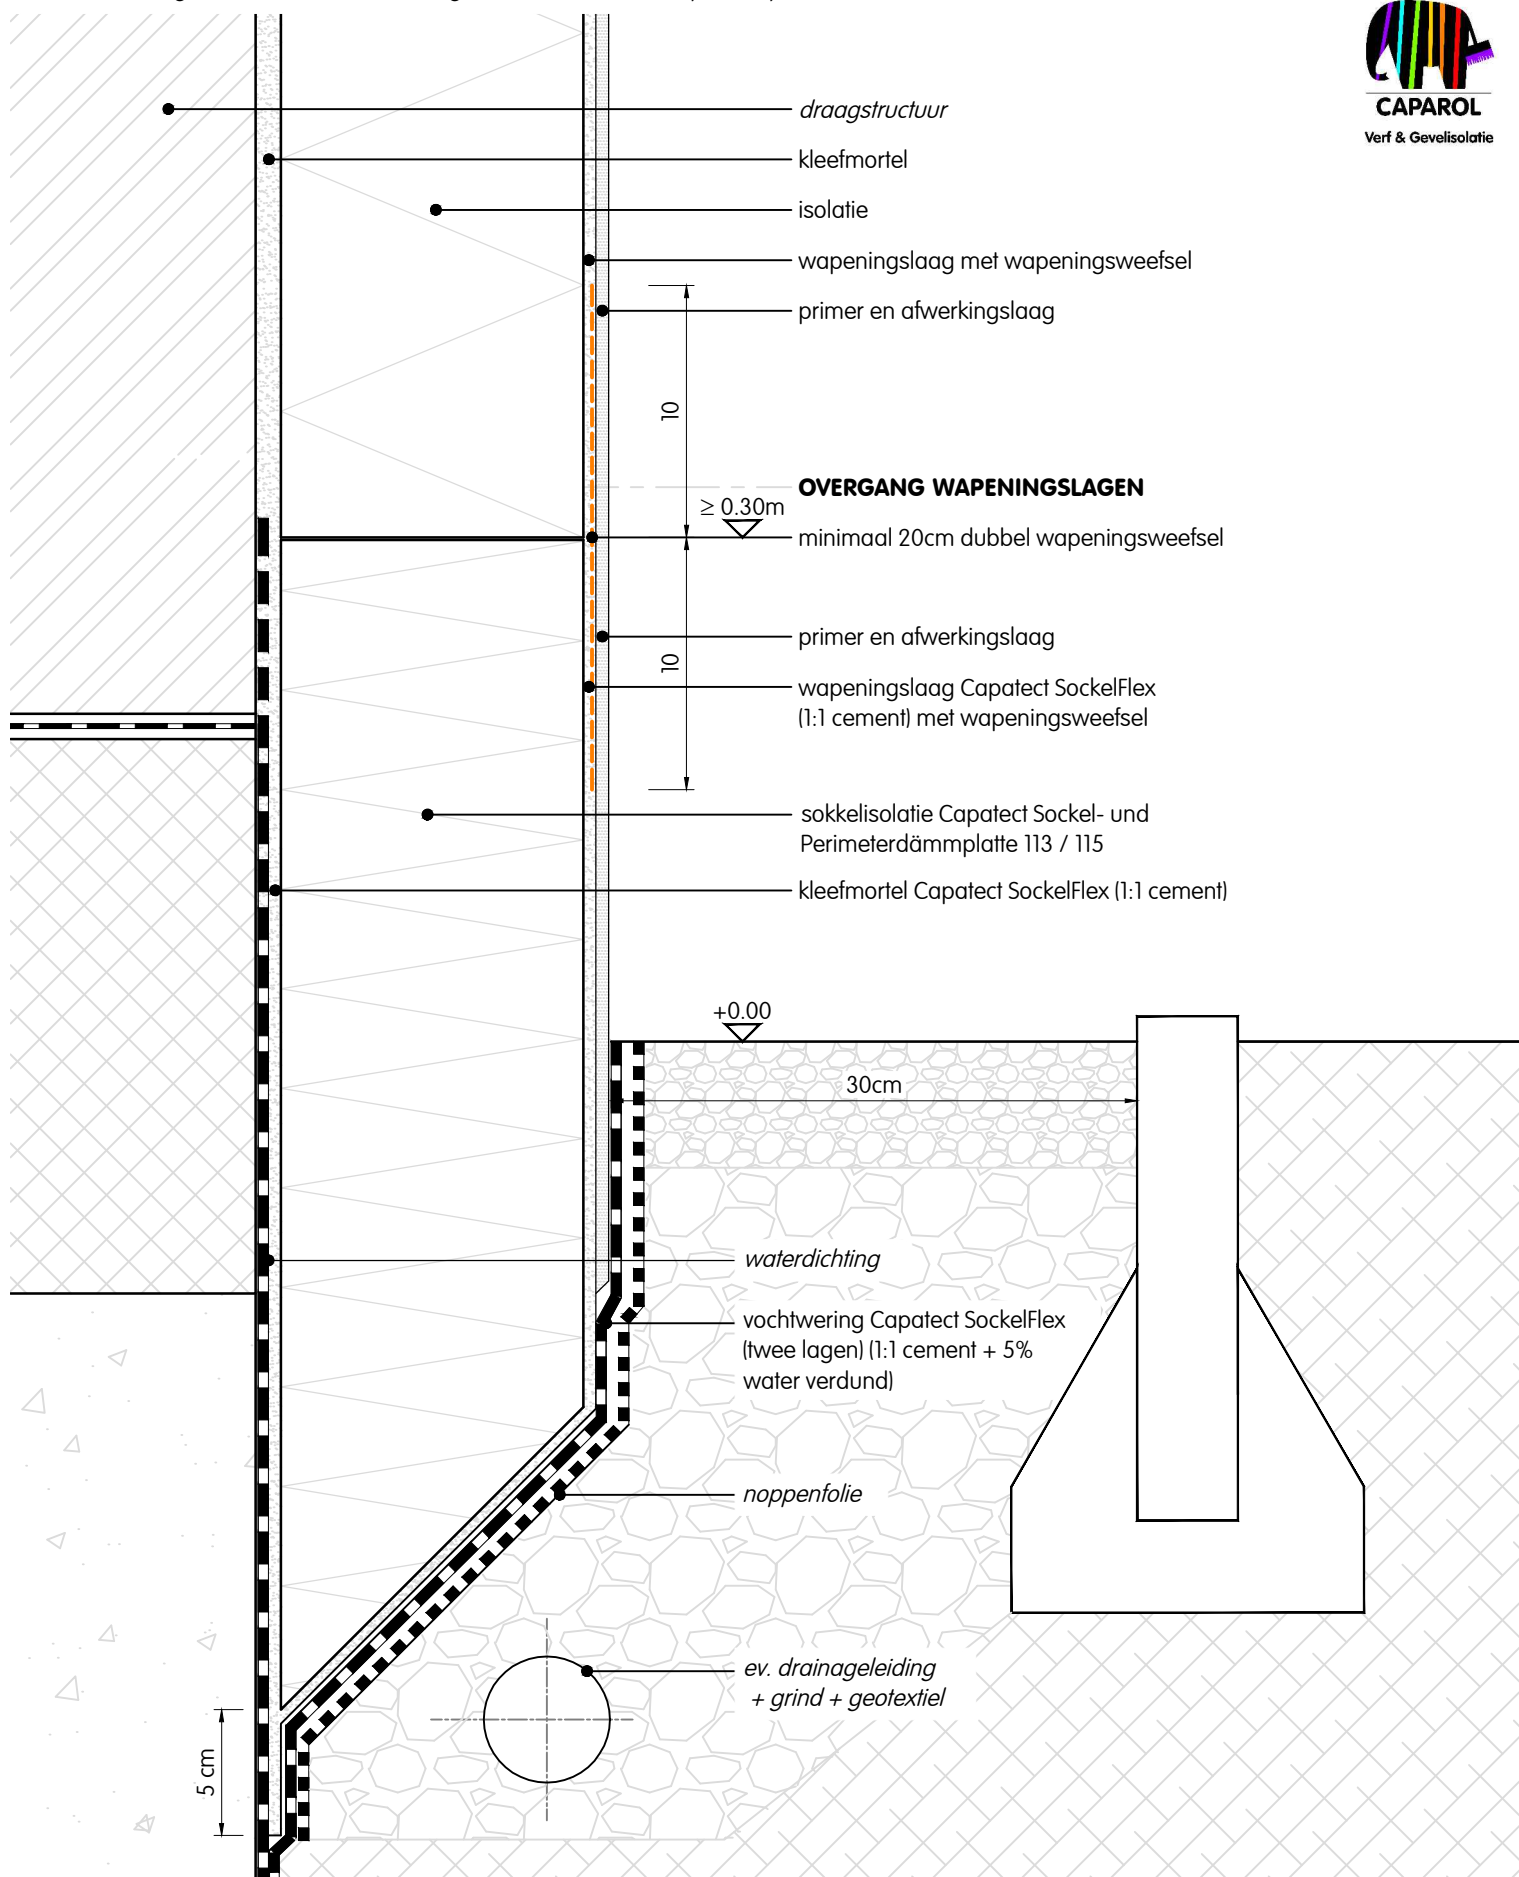 CAPAROL
Verf & Gevelisolatie
draagstructuur
kleefmortel
isolatie
wapeningslaag met wapeningsweefsel
primer en afwerkingslaag
10
OVERGANG WAPENINGSLAGEN
≥ 0.30m
minimaal 20cm dubbel wapeningsweefsel
primer en afwerkingslaag
10
wapeningslaag Capatect SockelFlex
(1:1 cement) met wapeningsweefsel
sokkelisolatie Capatect Sockel- und
Perimeterdämmplatte 113 / 115
kleefmortel Capatect SockelFlex (1:1 cement)
+0.00
30cm
waterdichting
vochtwering Capatect SockelFlex
(twee lagen) (1:1 cement + 5%
water verdund)
noppenfolie
ev. drainageleiding
+ grind + geotextiel
5 cm